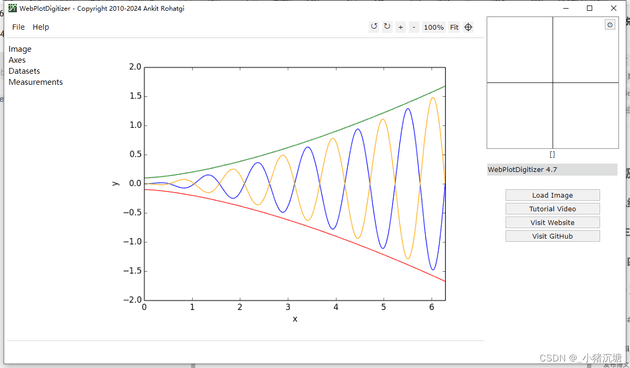 WebPlotDigitizer - Copyright 2010-2024 Ankit Rohatgi
File Help
+ - 100% Fit
Image
Axes
Datasets
Measurements
2.0
1.5
1.0
0.5
0.0
−0.5
−1.0
−1.5
−2.0
y
0 1 2 3 4 5 6
x
[]
WebPlotDigitizer 4.7
Load Image
Tutorial Video
Visit Website
Visit GitHub
CSDN @_小猪沉塘_